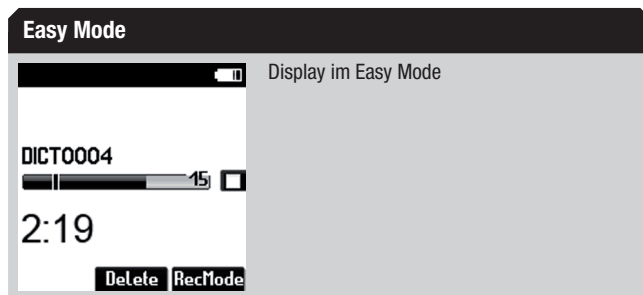 Easy Mode
Display im Easy Mode
DICT0004
15
2:19
Delete RecMode